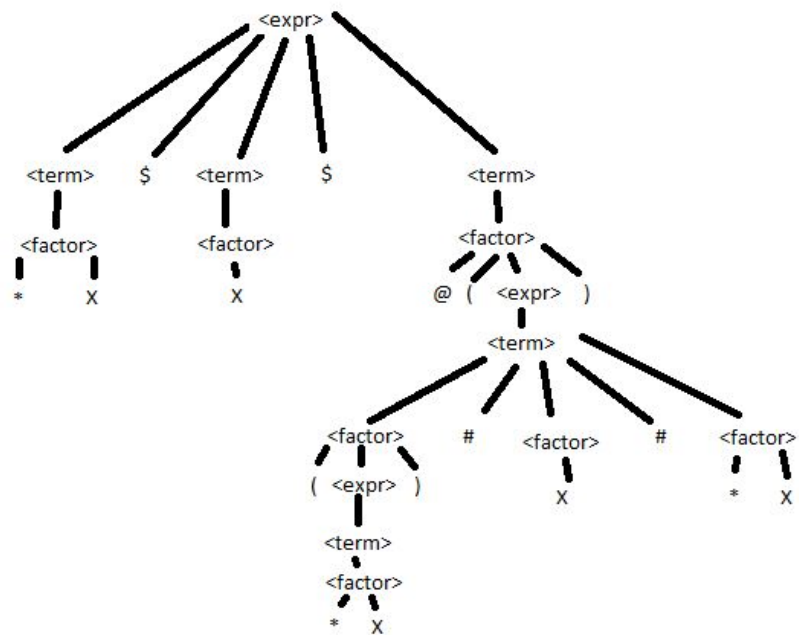 <expr>
<term> $ <term> $ <term>
<factor> <factor> <factor>
* X X @ ( <expr> )
<term>
<factor> # <factor> # <factor>
( <expr> ) X * X
<term>
<factor>
* X